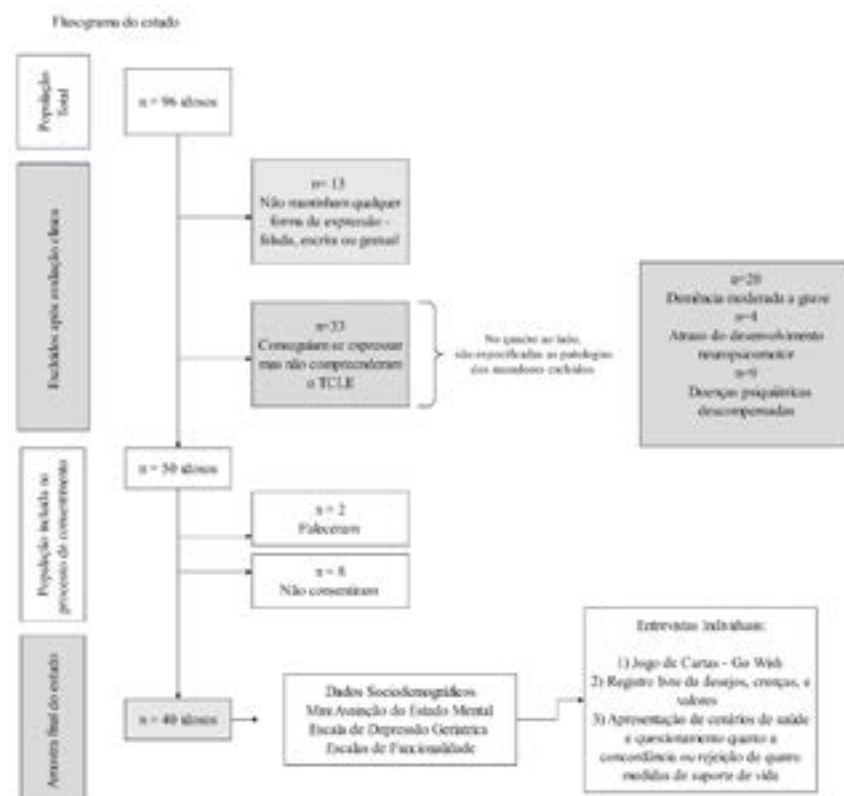 Fluxograma do estudo
População
Total
n = 96 idosos
Excluídos após avaliação clínica
n= 13
Não mantinham qualquer
forma de expressão -
falada, escrita ou gestual
n=33
Conseguiam se expressar
mas não compreenderam
o TCLE
No quadro ao lado,
são especificadas as patologias
dos moradores excluídos
n=20
Demência moderada a grave
n=4
Atraso do desenvolvimento
neuropsicomotor
n=9
Doenças psiquiátricas
descompensadas
População incluída no
processo de consentimento
n = 50 idosos
n = 2
Faleceram
n = 8
Não consentiram
Amostra final do estudo
n = 40 idosos
Dados Sociodemográficos
Mini Avaliação do Estado Mental
Escala de Depressão Geriátrica
Escalas de Funcionalidade
Entrevistas Individuais:
1) Jogo de Cartas - Go Wish
2) Registro livre de desejos, crenças, e
valores
3) Apresentação de cenários de saúde
e questionamento quanto a
concordância ou rejeição de quatro
medidas de suporte de vida